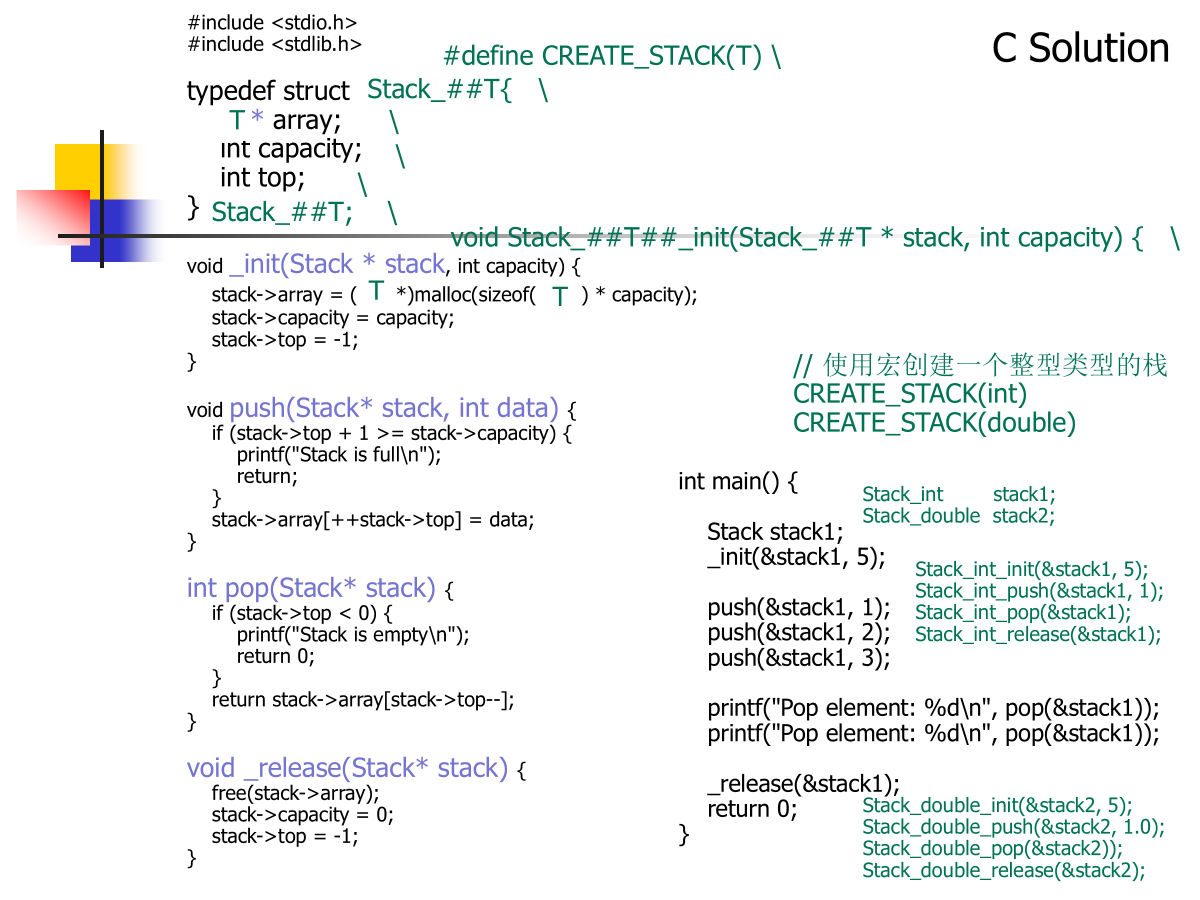 #include <stdio.h>
#include <stdlib.h>
C Solution
#define CREATE_STACK(T) \
typedef struct Stack_##T{ \
T * array; \
int capacity; \
int top; \
} Stack_##T; \
void Stack_##T##_init(Stack_##T * stack, int capacity) { \
void _init(Stack * stack, int capacity) {
stack->array = ( T *)malloc(sizeof( T ) * capacity);
stack->capacity = capacity;
stack->top = -1;
}
void push(Stack* stack, int data) {
if (stack->top + 1 >= stack->capacity) {
printf("Stack is full\n");
return;
}
stack->array[++stack->top] = data;
}
int pop(Stack* stack) {
if (stack->top < 0) {
printf("Stack is empty\n");
return 0;
}
return stack->array[stack->top--];
}
void _release(Stack* stack) {
free(stack->array);
stack->capacity = 0;
stack->top = -1;
}
// 使用宏创建一个整型类型的栈
CREATE_STACK(int)
CREATE_STACK(double)
int main() {
Stack_int stack1;
Stack_double stack2;
Stack stack1;
_init(&stack1, 5);
Stack_int_init(&stack1, 5);
Stack_int_push(&stack1, 1);
Stack_int_pop(&stack1);
Stack_int_release(&stack1);
push(&stack1, 1);
push(&stack1, 2);
push(&stack1, 3);
printf("Pop element: %d\n", pop(&stack1));
printf("Pop element: %d\n", pop(&stack1));
_release(&stack1);
return 0;
}
Stack_double_init(&stack2, 5);
Stack_double_push(&stack2, 1.0);
Stack_double_pop(&stack2));
Stack_double_release(&stack2);